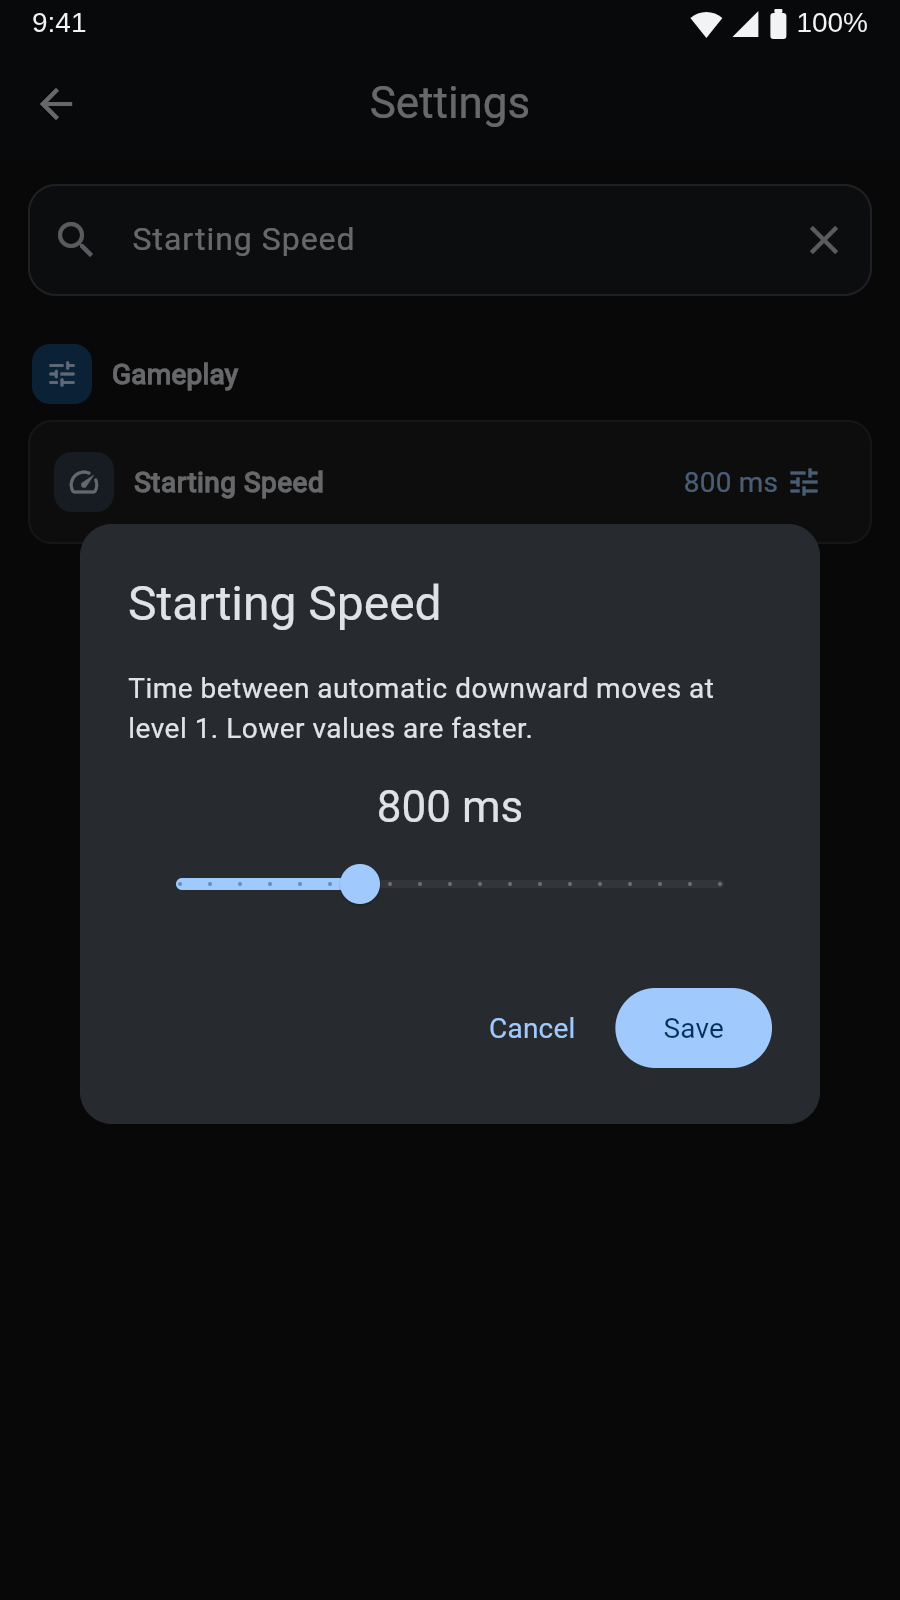 9:41
100%
Settings
Starting Speed
Gameplay
Starting Speed
800 ms
Starting Speed
Time between automatic downward moves at
level 1. Lower values are faster.
800 ms
Cancel
Save